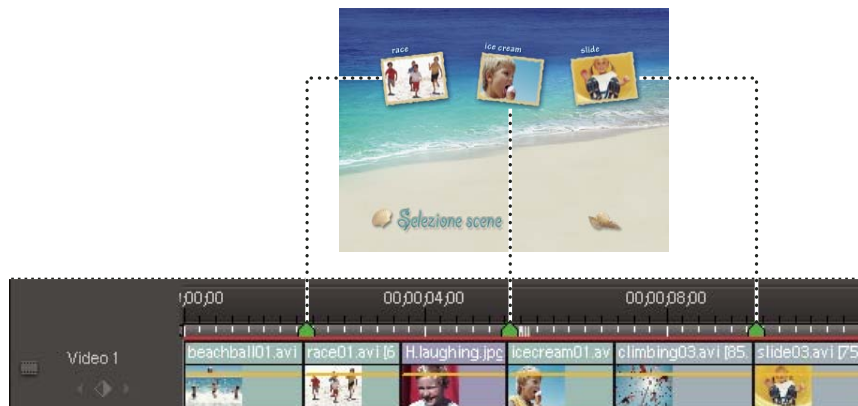 race
ice cream
slide
Selezione scene
;00;00
00;00;04;00
00;00;08;00
Video 1
beachball01.avi
race01.avi [6
H.laughing.jpg
icecream01.av
climbing03.avi [85,
slide03.avi [75